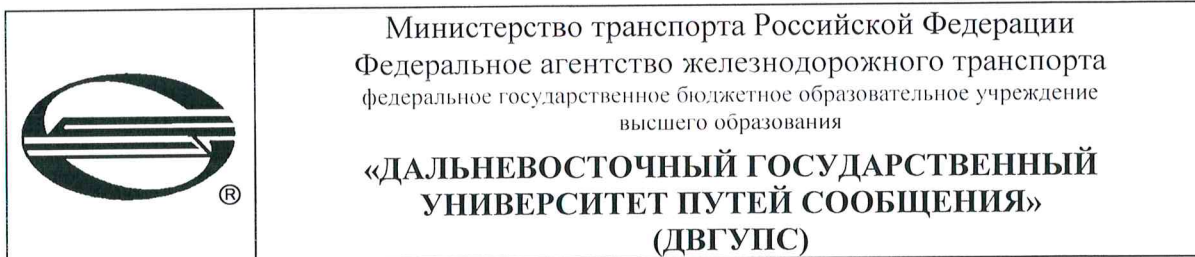 Министерство транспорта Российской Федерации
Федеральное агентство железнодорожного транспорта
федеральное государственное бюджетное образовательное учреждение
высшего образования
«ДАЛЬНЕВОСТОЧНЫЙ ГОСУДАРСТВЕННЫЙ
УНИВЕРСИТЕТ ПУТЕЙ СООБЩЕНИЯ»
(ДВГУПС)
®